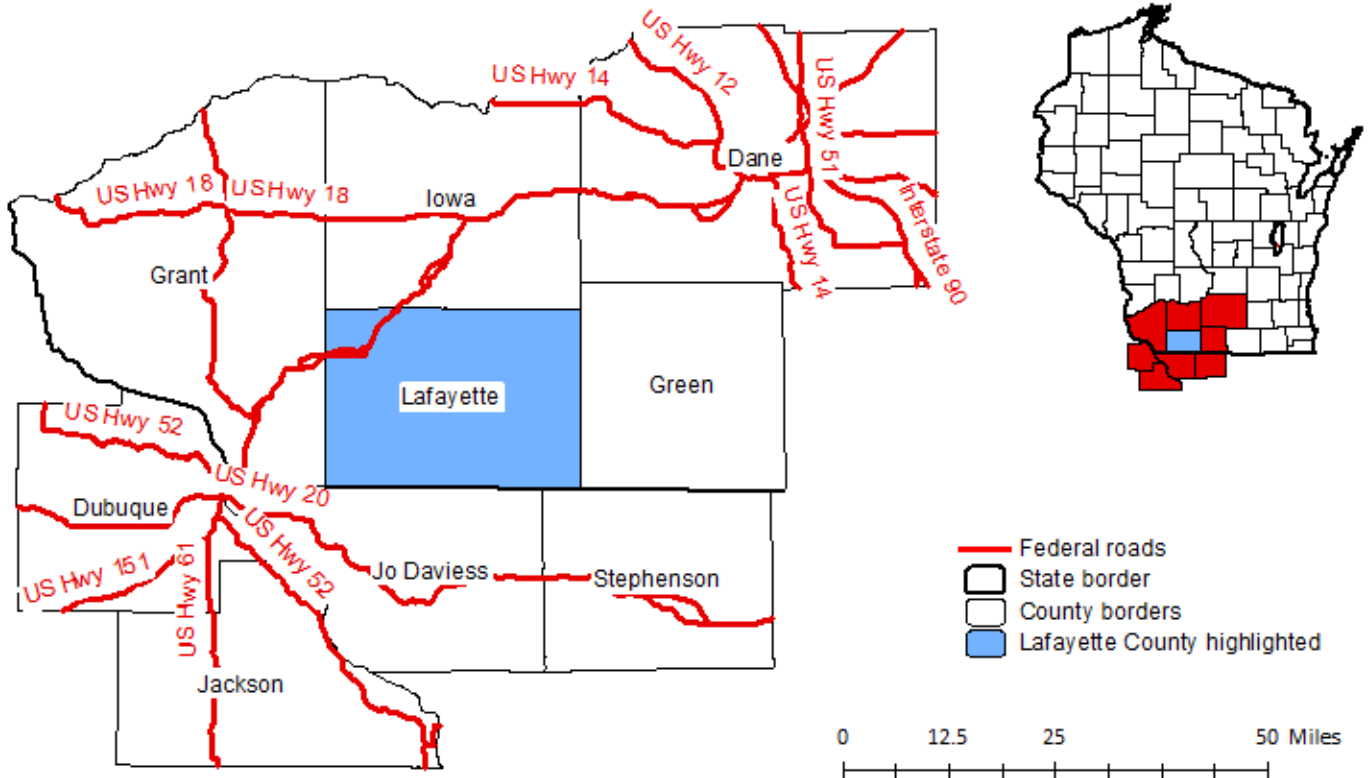 US Hwy 14
US Hwy 12
US Hwy 51
Dane
US Hwy 18
US Hwy 18
Iowa
US Hwy 14
Interstate 90
Grant
Lafayette
Green
US Hwy 52
US Hwy 20
Dubuque
US Hwy 151
US Hwy 61
US Hwy 52
Jo Daviess
Stephenson
Jackson
Federal roads
State border
County borders
Lafayette County highlighted
0 12.5 25 50 Miles